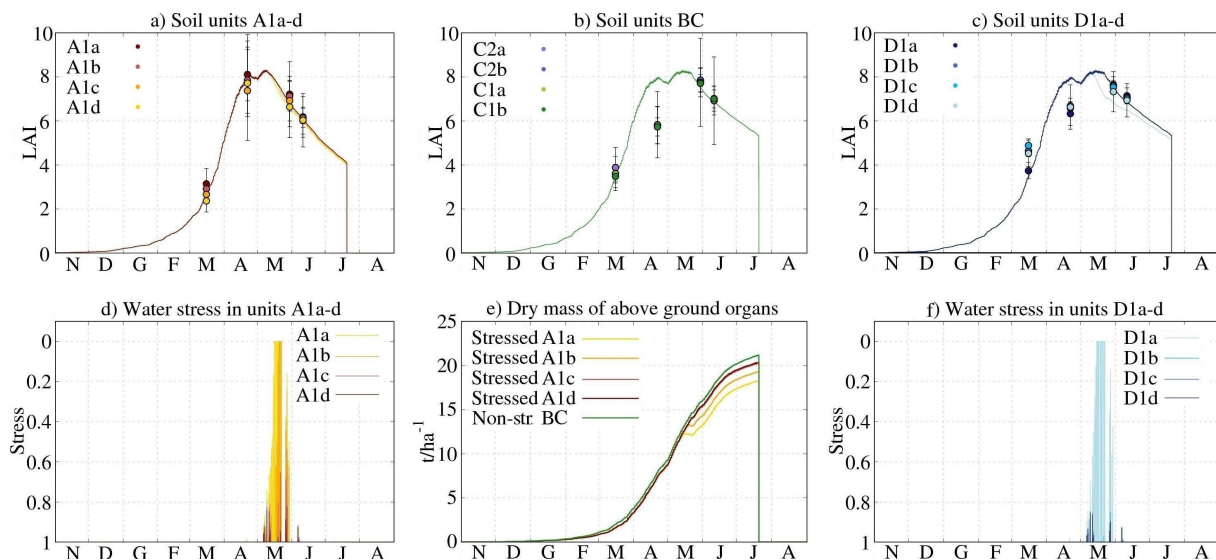 a) Soil units A1a-d
A1a
A1b
A1c
A1d
LAI
10
8
6
4
2
0
N D G F M A M J J A
b) Soil units BC
C2a
C2b
C1a
C1b
LAI
10
8
6
4
2
0
N D G F M A M J J A
c) Soil units D1a-d
D1a
D1b
D1c
D1d
LAI
10
8
6
4
2
0
N D G F M A M J J A
d) Water stress in units A1a-d
A1a
A1b
A1c
A1d
Stress
0
0.2
0.4
0.6
0.8
1
N D G F M A M J J A
e) Dry mass of above ground organs
Stressed A1a
Stressed A1b
Stressed A1c
Stressed A1d
Non-str. BC
t/ha⁻¹
25
20
15
10
5
0
N D G F M A M J J A
f) Water stress in units D1a-d
D1a
D1b
D1c
D1d
Stress
0
0.2
0.4
0.6
0.8
1
N D G F M A M J J A